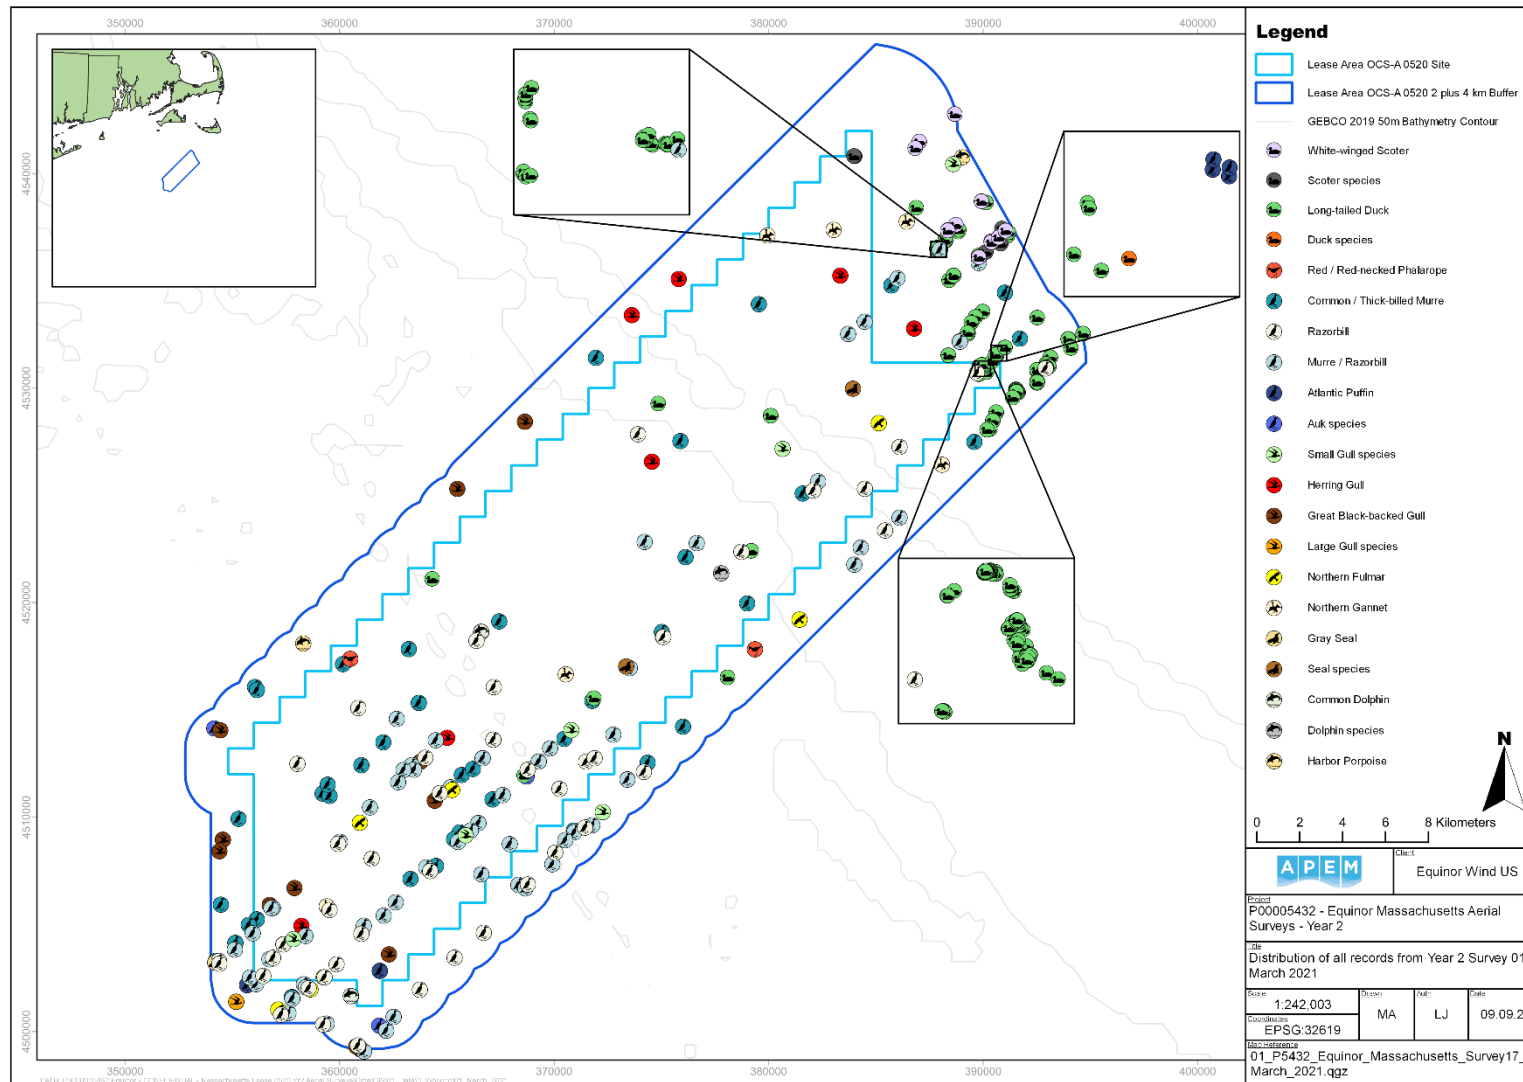 350000
360000
370000
380000
390000
400000
4540000
4530000
4520000
4510000
4500000
Legend
Lease Area OCS-A 0520 Site
Lease Area OCS-A 0520 2 plus 4 km Buffer
GEBCO 2019 50m Bathymetry Contour
White-winged Scoter
Scoter species
Long-tailed Duck
Duck species
Red / Red-necked Phalarope
Common / Thick-billed Murre
Razorbill
Murre / Razorbill
Atlantic Puffin
Auk species
Small Gull species
Herring Gull
Great Black-backed Gull
Large Gull species
Northern Fulmar
Northern Gannet
Gray Seal
Seal species
Common Dolphin
Dolphin species
Harbor Porpoise
N
0 2 4 6 8 Kilometers
APEM
Client
Equinor Wind US
Project
P00005432 - Equinor Massachusetts Aerial
Surveys - Year 2
Title
Distribution of all records from Year 2 Survey 01
March 2021
Scale
1:242,003
Drawn
MA
Auth
LJ
Date
09.09.2
Coordinates
EPSG:32619
Map Reference
01_P5432_Equinor_Massachusetts_Survey17_
March_2021.qgz